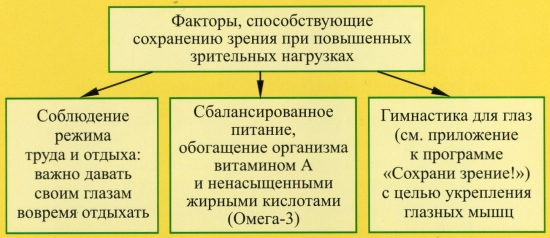 Факторы, способствующие
сохранению зрения при повышенных
зрительных нагрузках
Соблюдение
режима
труда и отдыха:
важно давать
своим глазам
вовремя отдыхать
Сбалансированное
питание,
обогащение организма
витамином А
и ненасыщенными
жирными кислотами
(Омега-3)
Гимнастика для глаз
(см. приложение
к программе
«Сохрани зрение!»)
с целью укрепления
глазных мышц